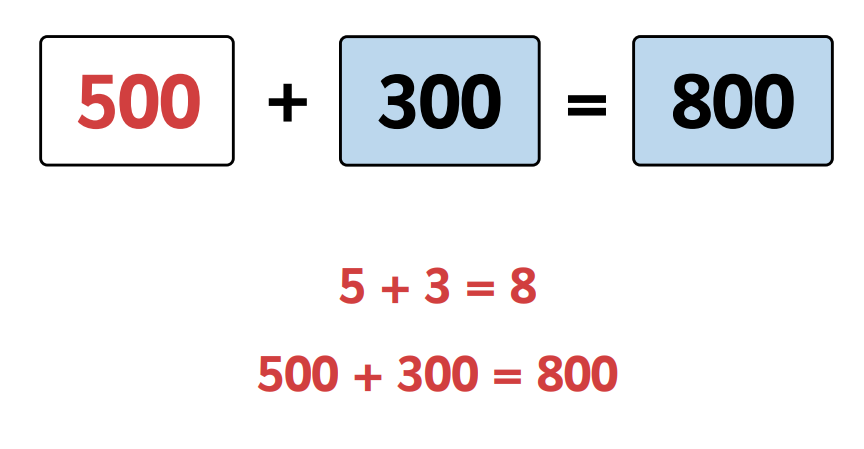 500 + 300 = 800
5 + 3 = 8
500 + 300 = 800